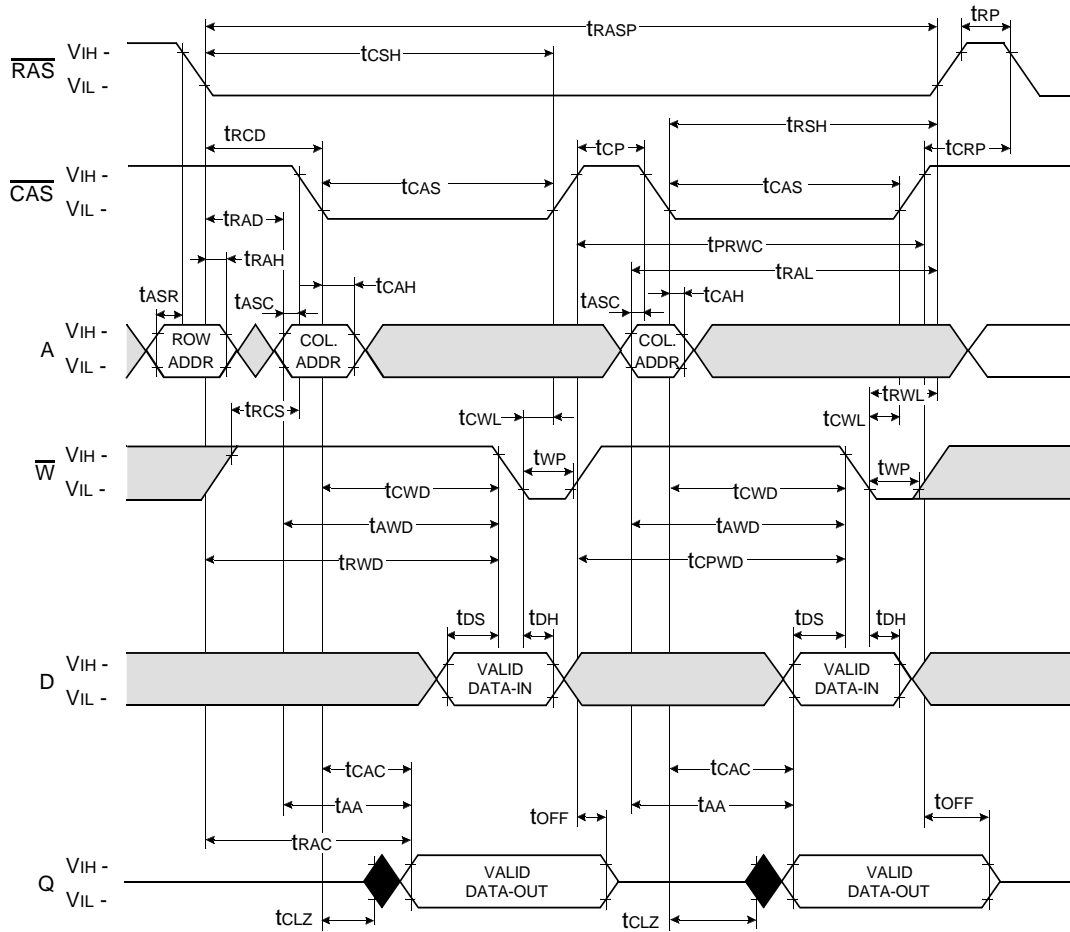 tRASP
tRP
tCSH
RAS
VIH -
VIL -
tRCD
tRSH
tCP
tCRP
CAS
VIH -
VIL -
tCAS
tCAS
tRAD
tPRWC
tRAH
tRAL
tASR
tASC
tCAH
tASC
tCAH
A
VIH -
VIL -
ROW
ADDR
COL.
ADDR
COL.
ADDR
tRCS
tCWL
tRWL
tCWL
W
VIH -
VIL -
tWP
tWP
tCWD
tCWD
tAWD
tAWD
tRWD
tCPWD
tDS
tDH
tDS
tDH
D
VIH -
VIL -
VALID
DATA-IN
VALID
DATA-IN
tCAC
tCAC
tAA
tAA
tOFF
tOFF
tRAC
Q
VIH -
VIL -
VALID
DATA-OUT
VALID
DATA-OUT
tCLZ
tCLZ